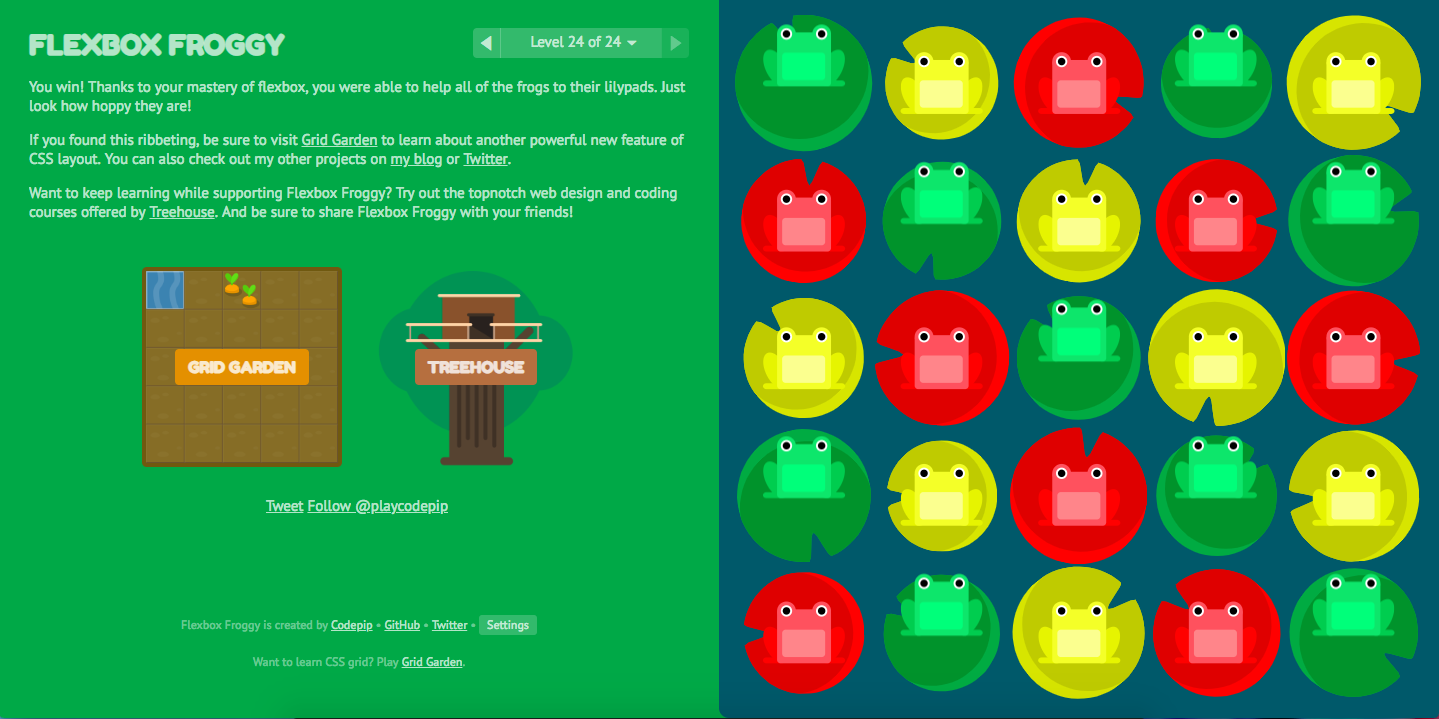 FLEXBOX FROGGY
Level 24 of 24
You win! Thanks to your mastery of flexbox, you were able to help all of the frogs to their lilypads. Just
look how hoppy they are!
If you found this ribbeting, be sure to visit Grid Garden to learn about another powerful new feature of
CSS layout. You can also check out my other projects on my blog or Twitter.
Want to keep learning while supporting Flexbox Froggy? Try out the topnotch web design and coding
courses offered by Treehouse. And be sure to share Flexbox Froggy with your friends!
GRID GARDEN
TREEHOUSE
Tweet Follow @playcodepip
Flexbox Froggy is created by Codepip • GitHub • Twitter • Settings
Want to learn CSS grid? Play Grid Garden.